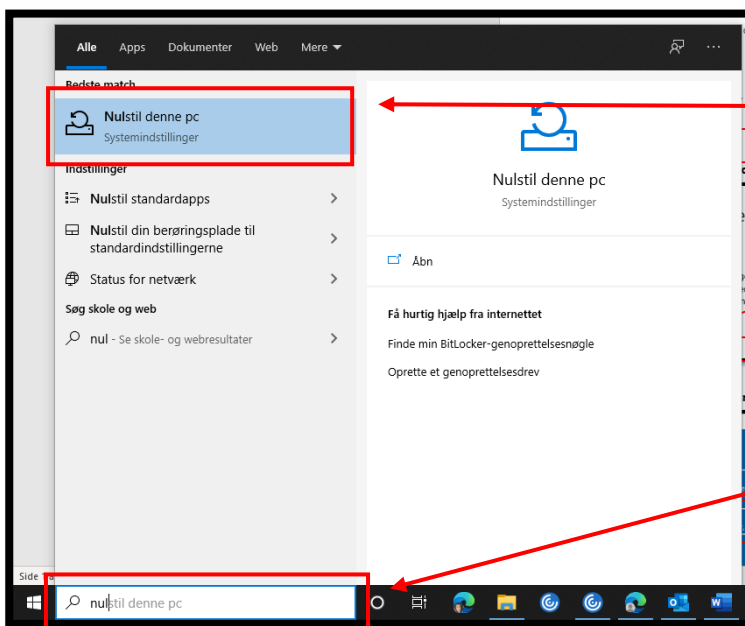 Alle Apps Dokumenter Web Mere
Bedste match
Nulstil denne pc
Systemindstillinger
Indstillinger
Nulstil standardapps
Nulstil din berøringsplade til
standardindstillingerne
Status for netværk
Søg skole og web
nul - Se skole- og webresultater
Nulstil denne pc
Systemindstillinger
Åbn
Få hurtig hjælp fra internettet
Finde min BitLocker-genoprettelsesnøgle
Oprette et genoprettelsesdrev
Side 1
nulstil denne pc